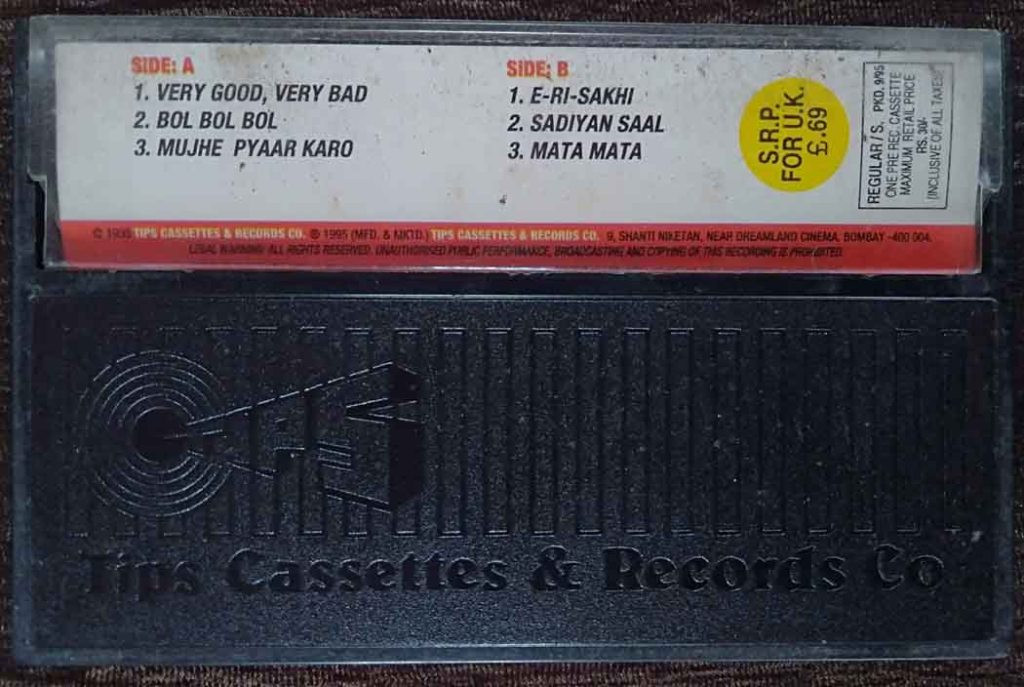 SIDE: A
1. VERY GOOD, VERY BAD
2. BOL BOL BOL
3. MUJHE PYAAR KARO
SIDE: B
1. E-RI-SAKHI
2. SADIYAN SAAL
3. MATA MATA
S.R.P.
FOR U.K.
£.69
REGULAR / S. PKD. 9/95
ONE PRE REC. CASSETTE
MAXIMUM RETAIL PRICE
RS. 30/-
(INCLUSIVE OF ALL TAXES)
© TIPS CASSETTES & RECORDS CO. ℗ 1995 (MFD. & MKTD.) TIPS CASSETTES & RECORDS CO. 9, SHANTI NIKETAN, NEAR DREAMLAND CINEMA, BOMBAY -400 004.
LEGAL WARNING: ALL RIGHTS RESERVED. UNAUTHORISED PUBLIC PERFORMANCE, BROADCASTING AND COPYING OF THIS RECORDING IS PROHIBITED.
TIPS
Tips Cassettes & Records Co